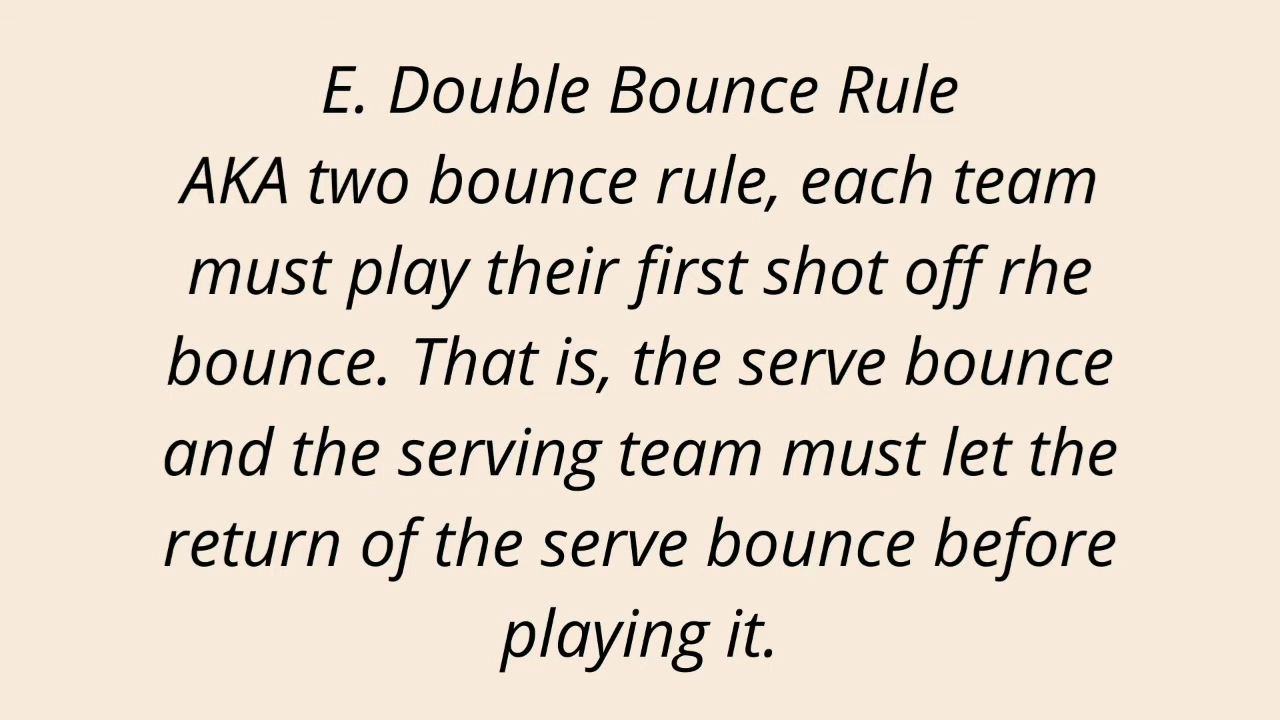 E. Double Bounce Rule
AKA two bounce rule, each team
must play their first shot off rhe
bounce. That is, the serve bounce
and the serving team must let the
return of the serve bounce before
playing it.